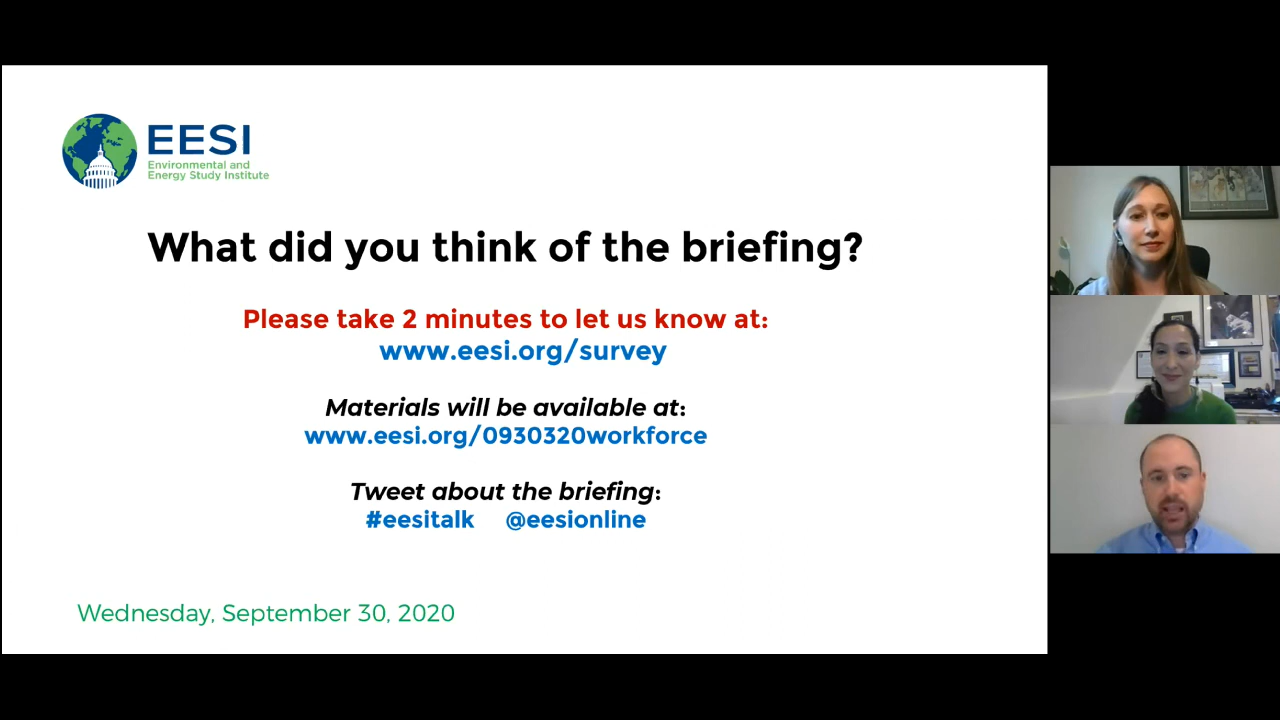 EESI
Environmental and
Energy Study Institute
What did you think of the briefing?
Please take 2 minutes to let us know at:
www.eesi.org/survey
Materials will be available at:
www.eesi.org/0930320workforce
Tweet about the briefing:
#eesitalk @eesionline
Wednesday, September 30, 2020